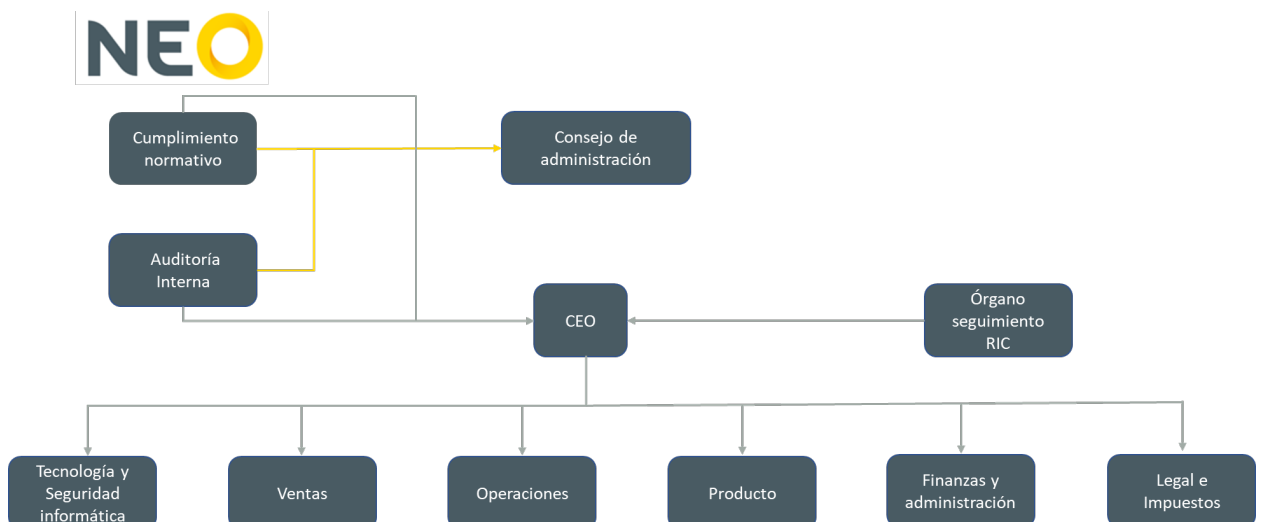 NEO
Cumplimiento
normativo
Consejo de
administración
Auditoría
Interna
CEO
Órgano
seguimiento
RIC
Tecnología y
Seguridad
informática
Ventas
Operaciones
Producto
Finanzas y
administración
Legal e
Impuestos